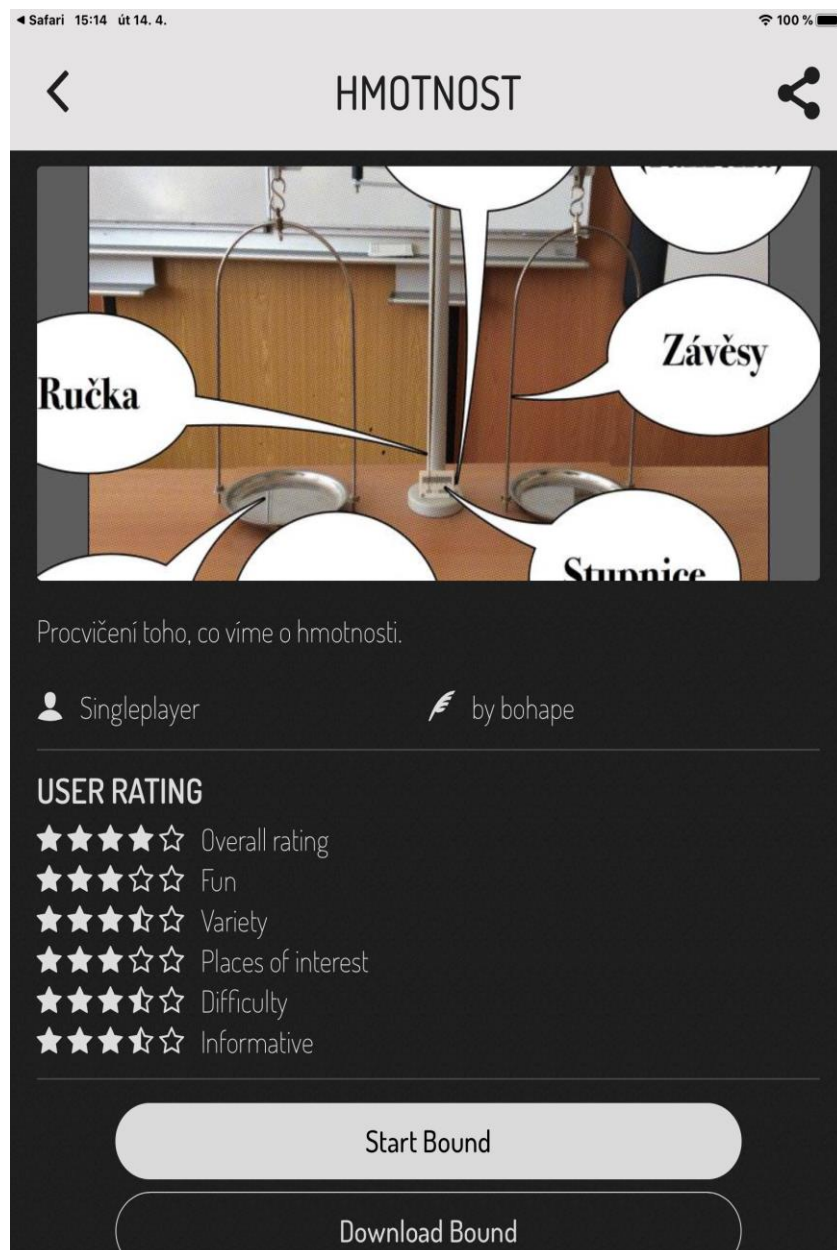 Safari 15:14 út 14. 4. 100 %
HMOTNOST
Závěsy
Ručka
Stupnice
Procvičení toho, co víme o hmotnosti.
Singleplayer by bohape
USER RATING
Overall rating
Fun
Variety
Places of interest
Difficulty
Informative
Start Bound
Download Bound